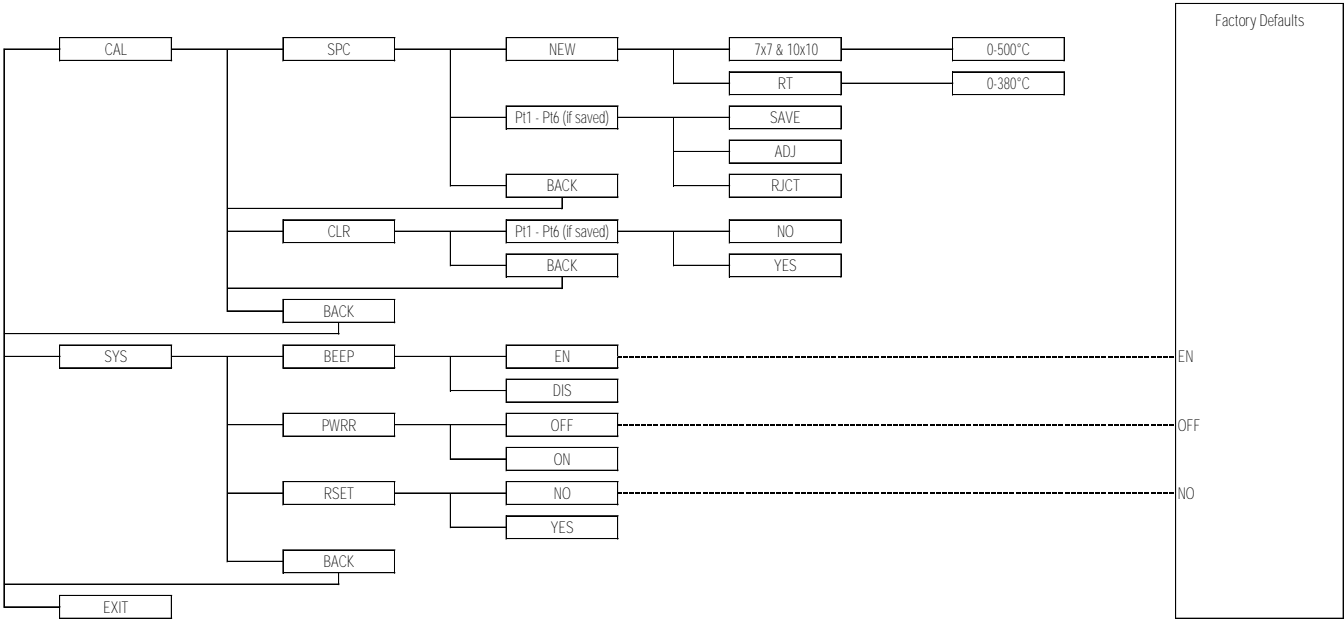 Factory Defaults
CAL
SPC
NEW
7x7 & 10x10
0-500°C
RT
0-380°C
Pt1 - Pt6 (if saved)
SAVE
ADJ
BACK
RJCT
CLR
Pt1 - Pt6 (if saved)
NO
BACK
YES
BACK
SYS
BEEP
EN
EN
DIS
PWRR
OFF
OFF
ON
RSET
NO
NO
YES
BACK
EXIT